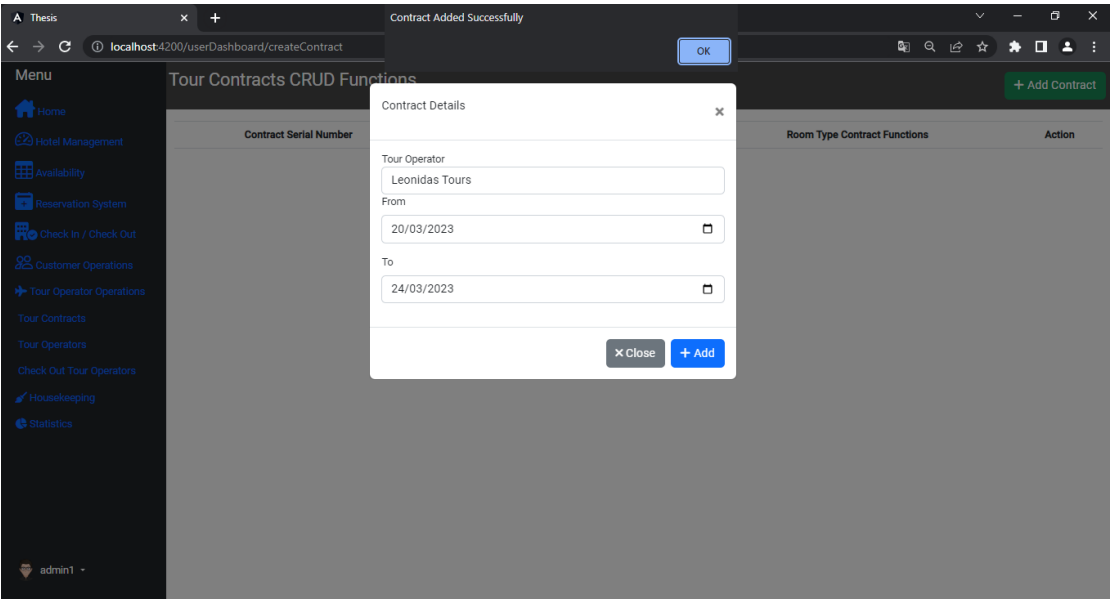 Thesis
Contract Added Successfully
OK
localhost:4200/userDashboard/createContract
Menu
Tour Contracts CRUD Functions
+ Add Contract
Home
Hotel Management
Availability
Reservation System
Check In / Check Out
Customer Operations
Tour Operator Operations
Tour Contracts
Tour Operators
Check Out Tour Operators
Housekeeping
Statistics
admin1
Contract Serial Number
Room Type Contract Functions
Action
Contract Details
Tour Operator
Leonidas Tours
From
20/03/2023
To
24/03/2023
Close
+ Add